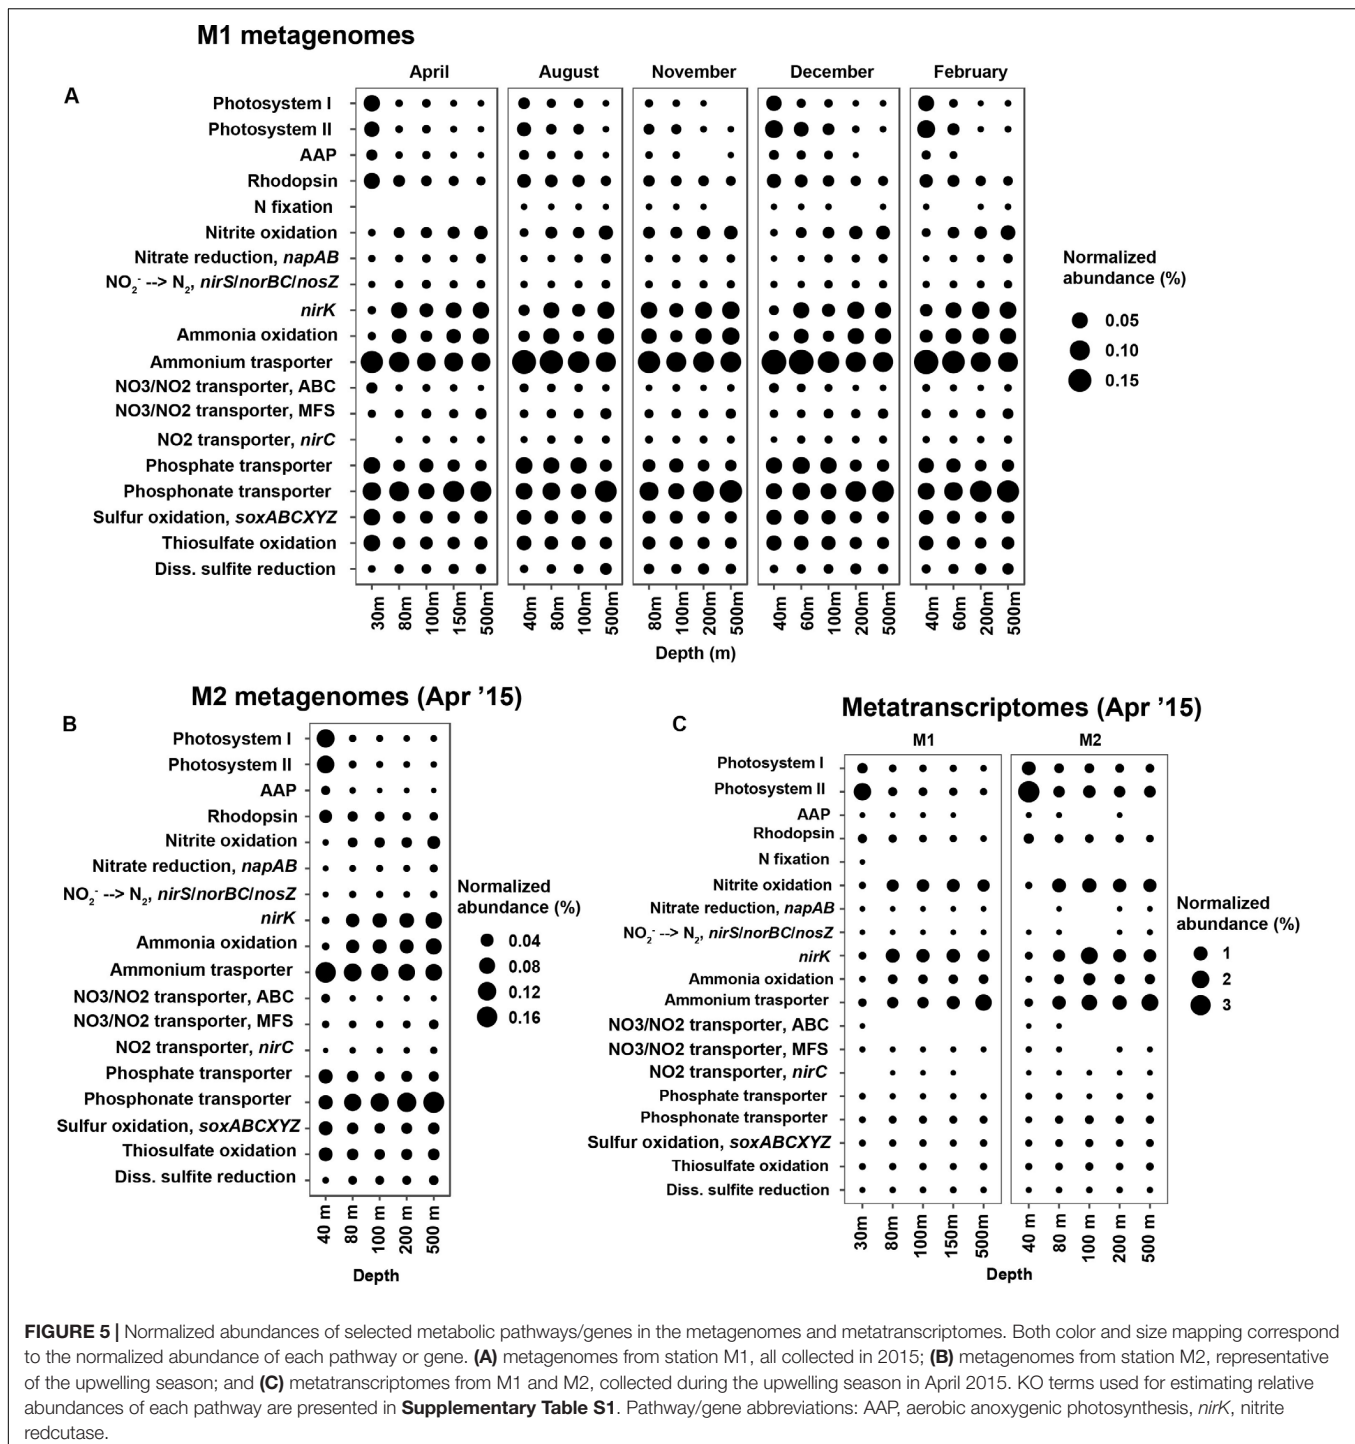 M1 metagenomes
A
April August November December February
Photosystem I
Photosystem II
AAP
Rhodopsin
N fixation
Nitrite oxidation
Nitrate reduction, napAB
NO2- --> N2, nirS/norBC/nosZ
nirK
Ammonia oxidation
Ammonium trasporter
NO3/NO2 transporter, ABC
NO3/NO2 transporter, MFS
NO2 transporter, nirC
Phosphate transporter
Phosphonate transporter
Sulfur oxidation, soxABCXYZ
Thiosulfate oxidation
Diss. sulfite reduction
30m 80m 100m 150m 500m 40m 80m 100m 500m 80m 100m 200m 500m 40m 60m 100m 200m 500m 40m 60m 200m 500m
Depth (m)
Normalized
abundance (%)
0.05
0.10
0.15
M2 metagenomes (Apr ’15)
B
Photosystem I
Photosystem II
AAP
Rhodopsin
Nitrite oxidation
Nitrate reduction, napAB
NO2- --> N2, nirS/norBC/nosZ
nirK
Ammonia oxidation
Ammonium trasporter
NO3/NO2 transporter, ABC
NO3/NO2 transporter, MFS
NO2 transporter, nirC
Phosphate transporter
Phosphonate transporter
Sulfur oxidation, soxABCXYZ
Thiosulfate oxidation
Diss. sulfite reduction
40 m 80 m 100 m 200 m 500 m
Depth
Normalized
abundance (%)
0.04
0.08
0.12
0.16
Metatranscriptomes (Apr ’15)
C
M1 M2
Photosystem I
Photosystem II
AAP
Rhodopsin
N fixation
Nitrite oxidation
Nitrate reduction, napAB
NO2- --> N2, nirS/norBC/nosZ
nirK
Ammonia oxidation
Ammonium trasporter
NO3/NO2 transporter, ABC
NO3/NO2 transporter, MFS
NO2 transporter, nirC
Phosphate transporter
Phosphonate transporter
Sulfur oxidation, soxABCXYZ
Thiosulfate oxidation
Diss. sulfite reduction
30m 80m 100m 150m 500m 40 m 80 m 100 m 200 m 500 m
Depth
Normalized
abundance (%)
1
2
3
FIGURE 5 | Normalized abundances of selected metabolic pathways/genes in the metagenomes and metatranscriptomes. Both color and size mapping correspond
to the normalized abundance of each pathway or gene. (A) metagenomes from station M1, all collected in 2015; (B) metagenomes from station M2, representative
of the upwelling season; and (C) metatranscriptomes from M1 and M2, collected during the upwelling season in April 2015. KO terms used for estimating relative
abundances of each pathway are presented in Supplementary Table S1. Pathway/gene abbreviations: AAP, aerobic anoxygenic photosynthesis, nirK, nitrite
redcutase.